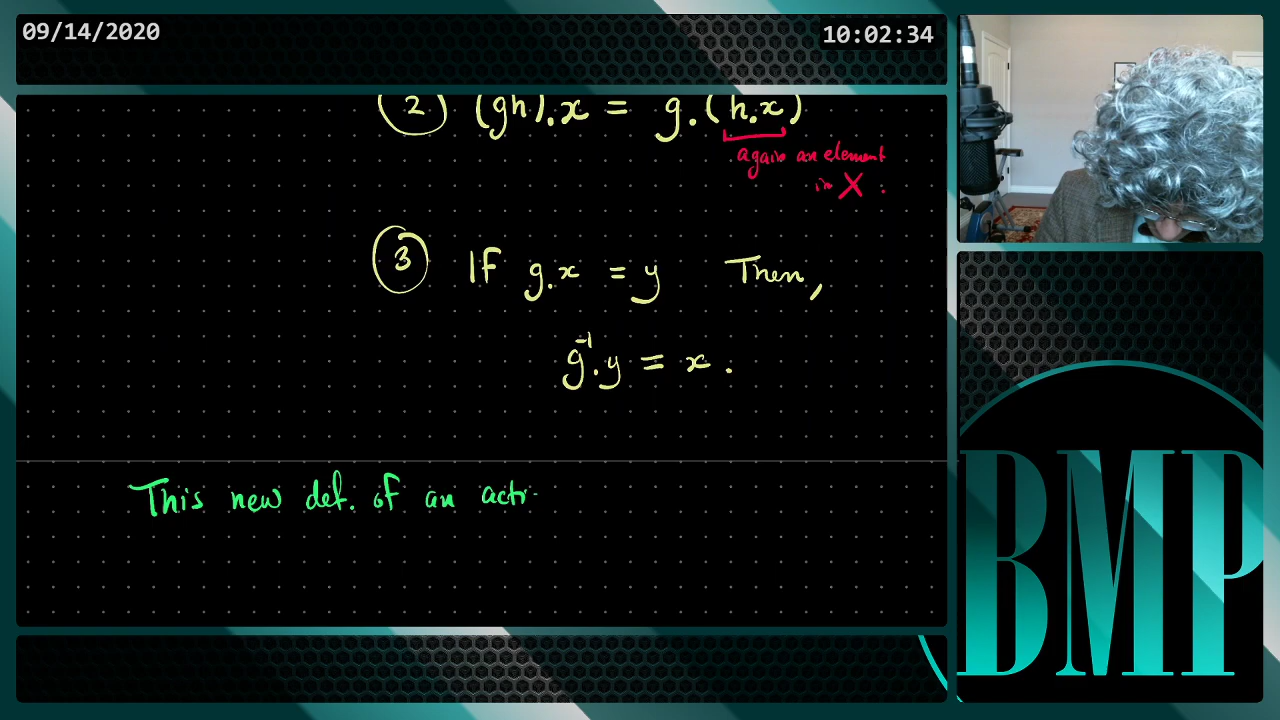 09/14/2020
10:02:34
② (gh).x = g.(h.x)
again an element
in X.
③ If g.x = y Then,
g⁻¹.y = x.
This new def. of an acti
BMP